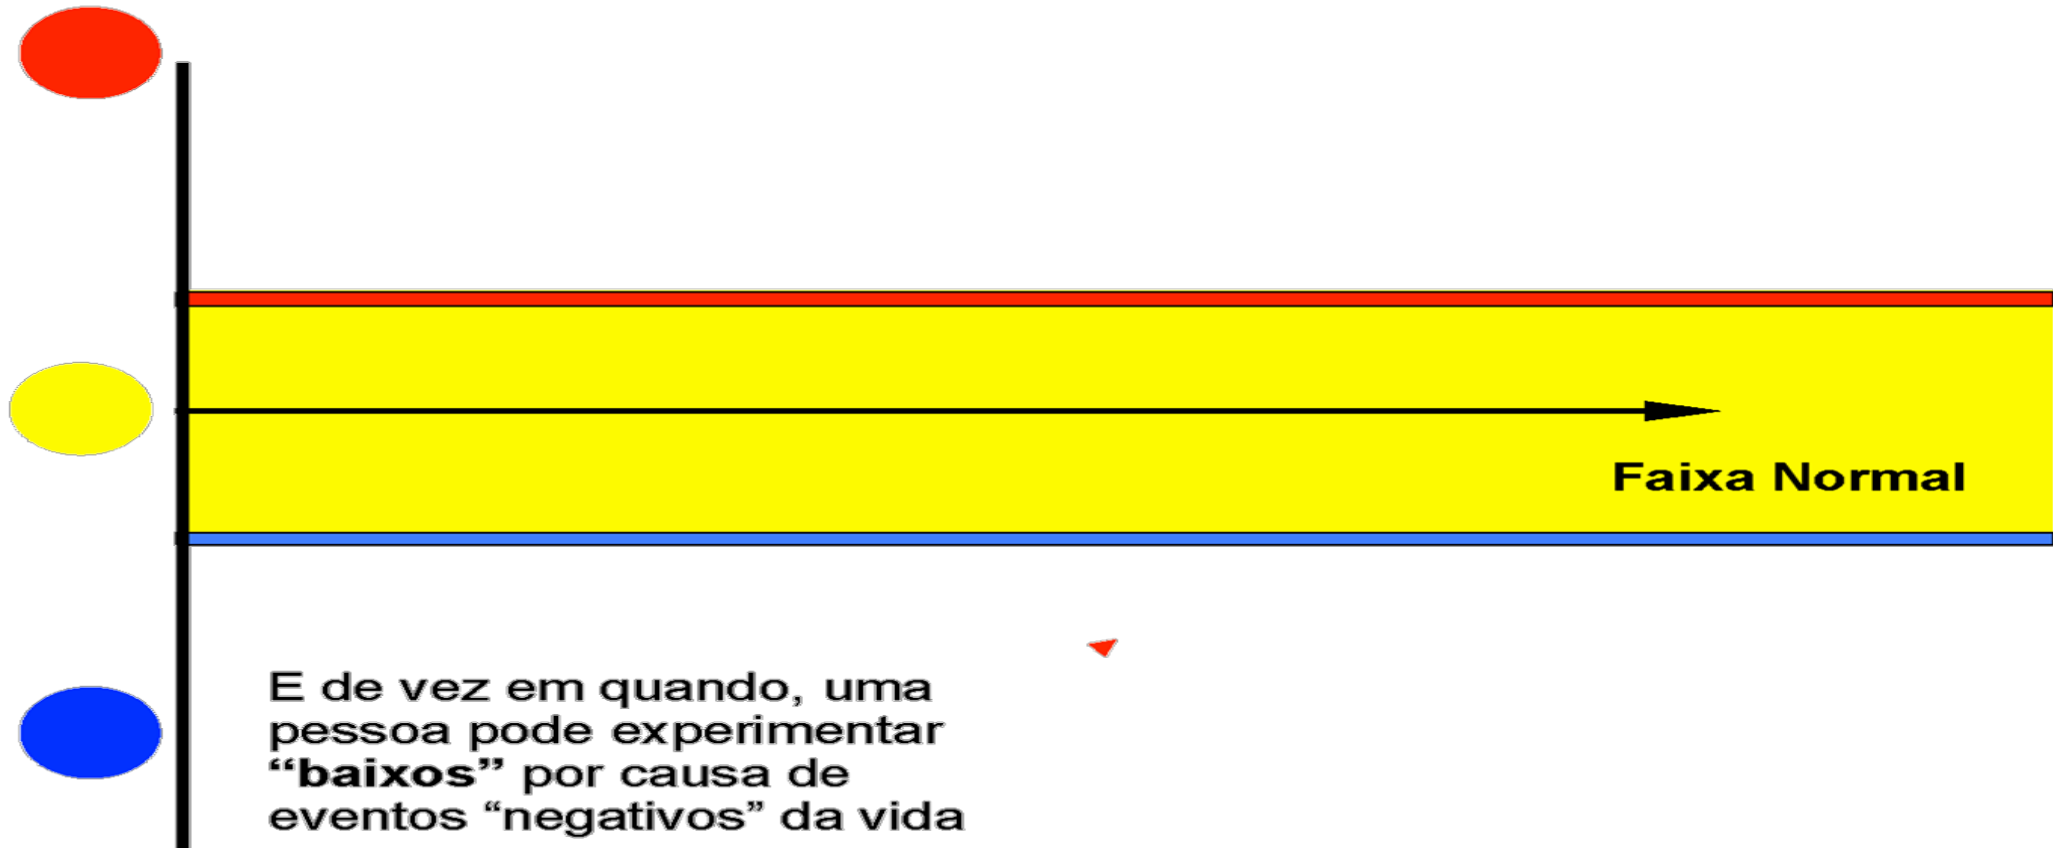 Faixa Normal
E de vez em quando, uma
pessoa pode experimentar
“baixos” por causa de
eventos “negativos” da vida